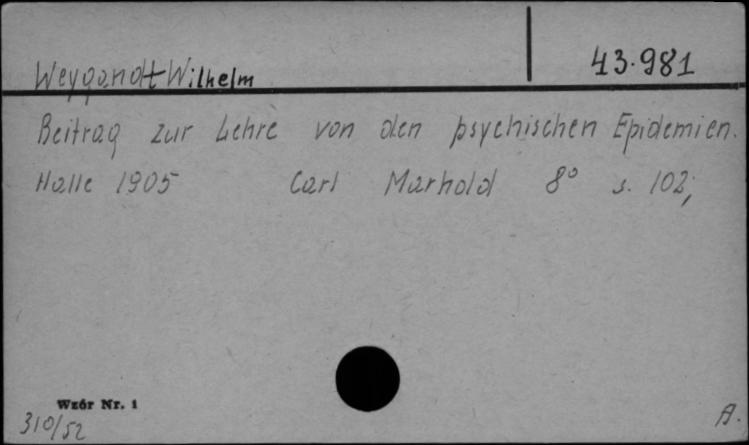 Weygandt Wilhelm 43.981
Beitrag zur Lehre von den psychischen Epidemien.
Halle 1905 Carl Marhold 8° s. 102;
Wzór Nr. 1
310/52 A.